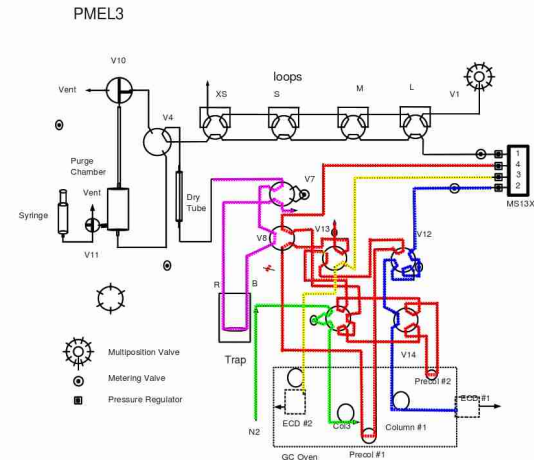 PMEL3
V10
Vent
V4
loops
XS
S
M
L
V1
1
4
3
2
MS13X
Purge
Chamber
Vent
Syringe
V11
Dry
Tube
V7
V8
V13
V12
R
B
Trap
V14
Multiposition Valve
Metering Valve
Pressure Regulator
N2
ECD #2
Col3
Column #1
Precol #2
ECD #1
Precol #1
GC Oven